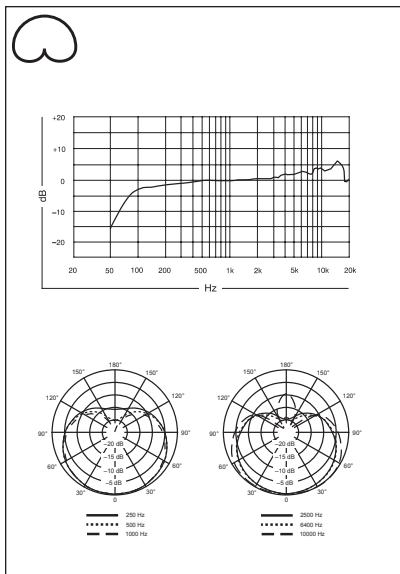 +20
+10
0
−10
−20
dB
20 50 100 200 500 1k 2k 5k 10k 20k
Hz
180°
150° 150°
120° 120°
90° 90°
60° 60°
30° 30°
0
−20 dB
−15 dB
−10 dB
−5 dB
250 Hz
500 Hz
1000 Hz
180°
150° 150°
120° 120°
90° 90°
60° 60°
30° 30°
0
−20 dB
−15 dB
−10 dB
−5 dB
2500 Hz
6400 Hz
10000 Hz